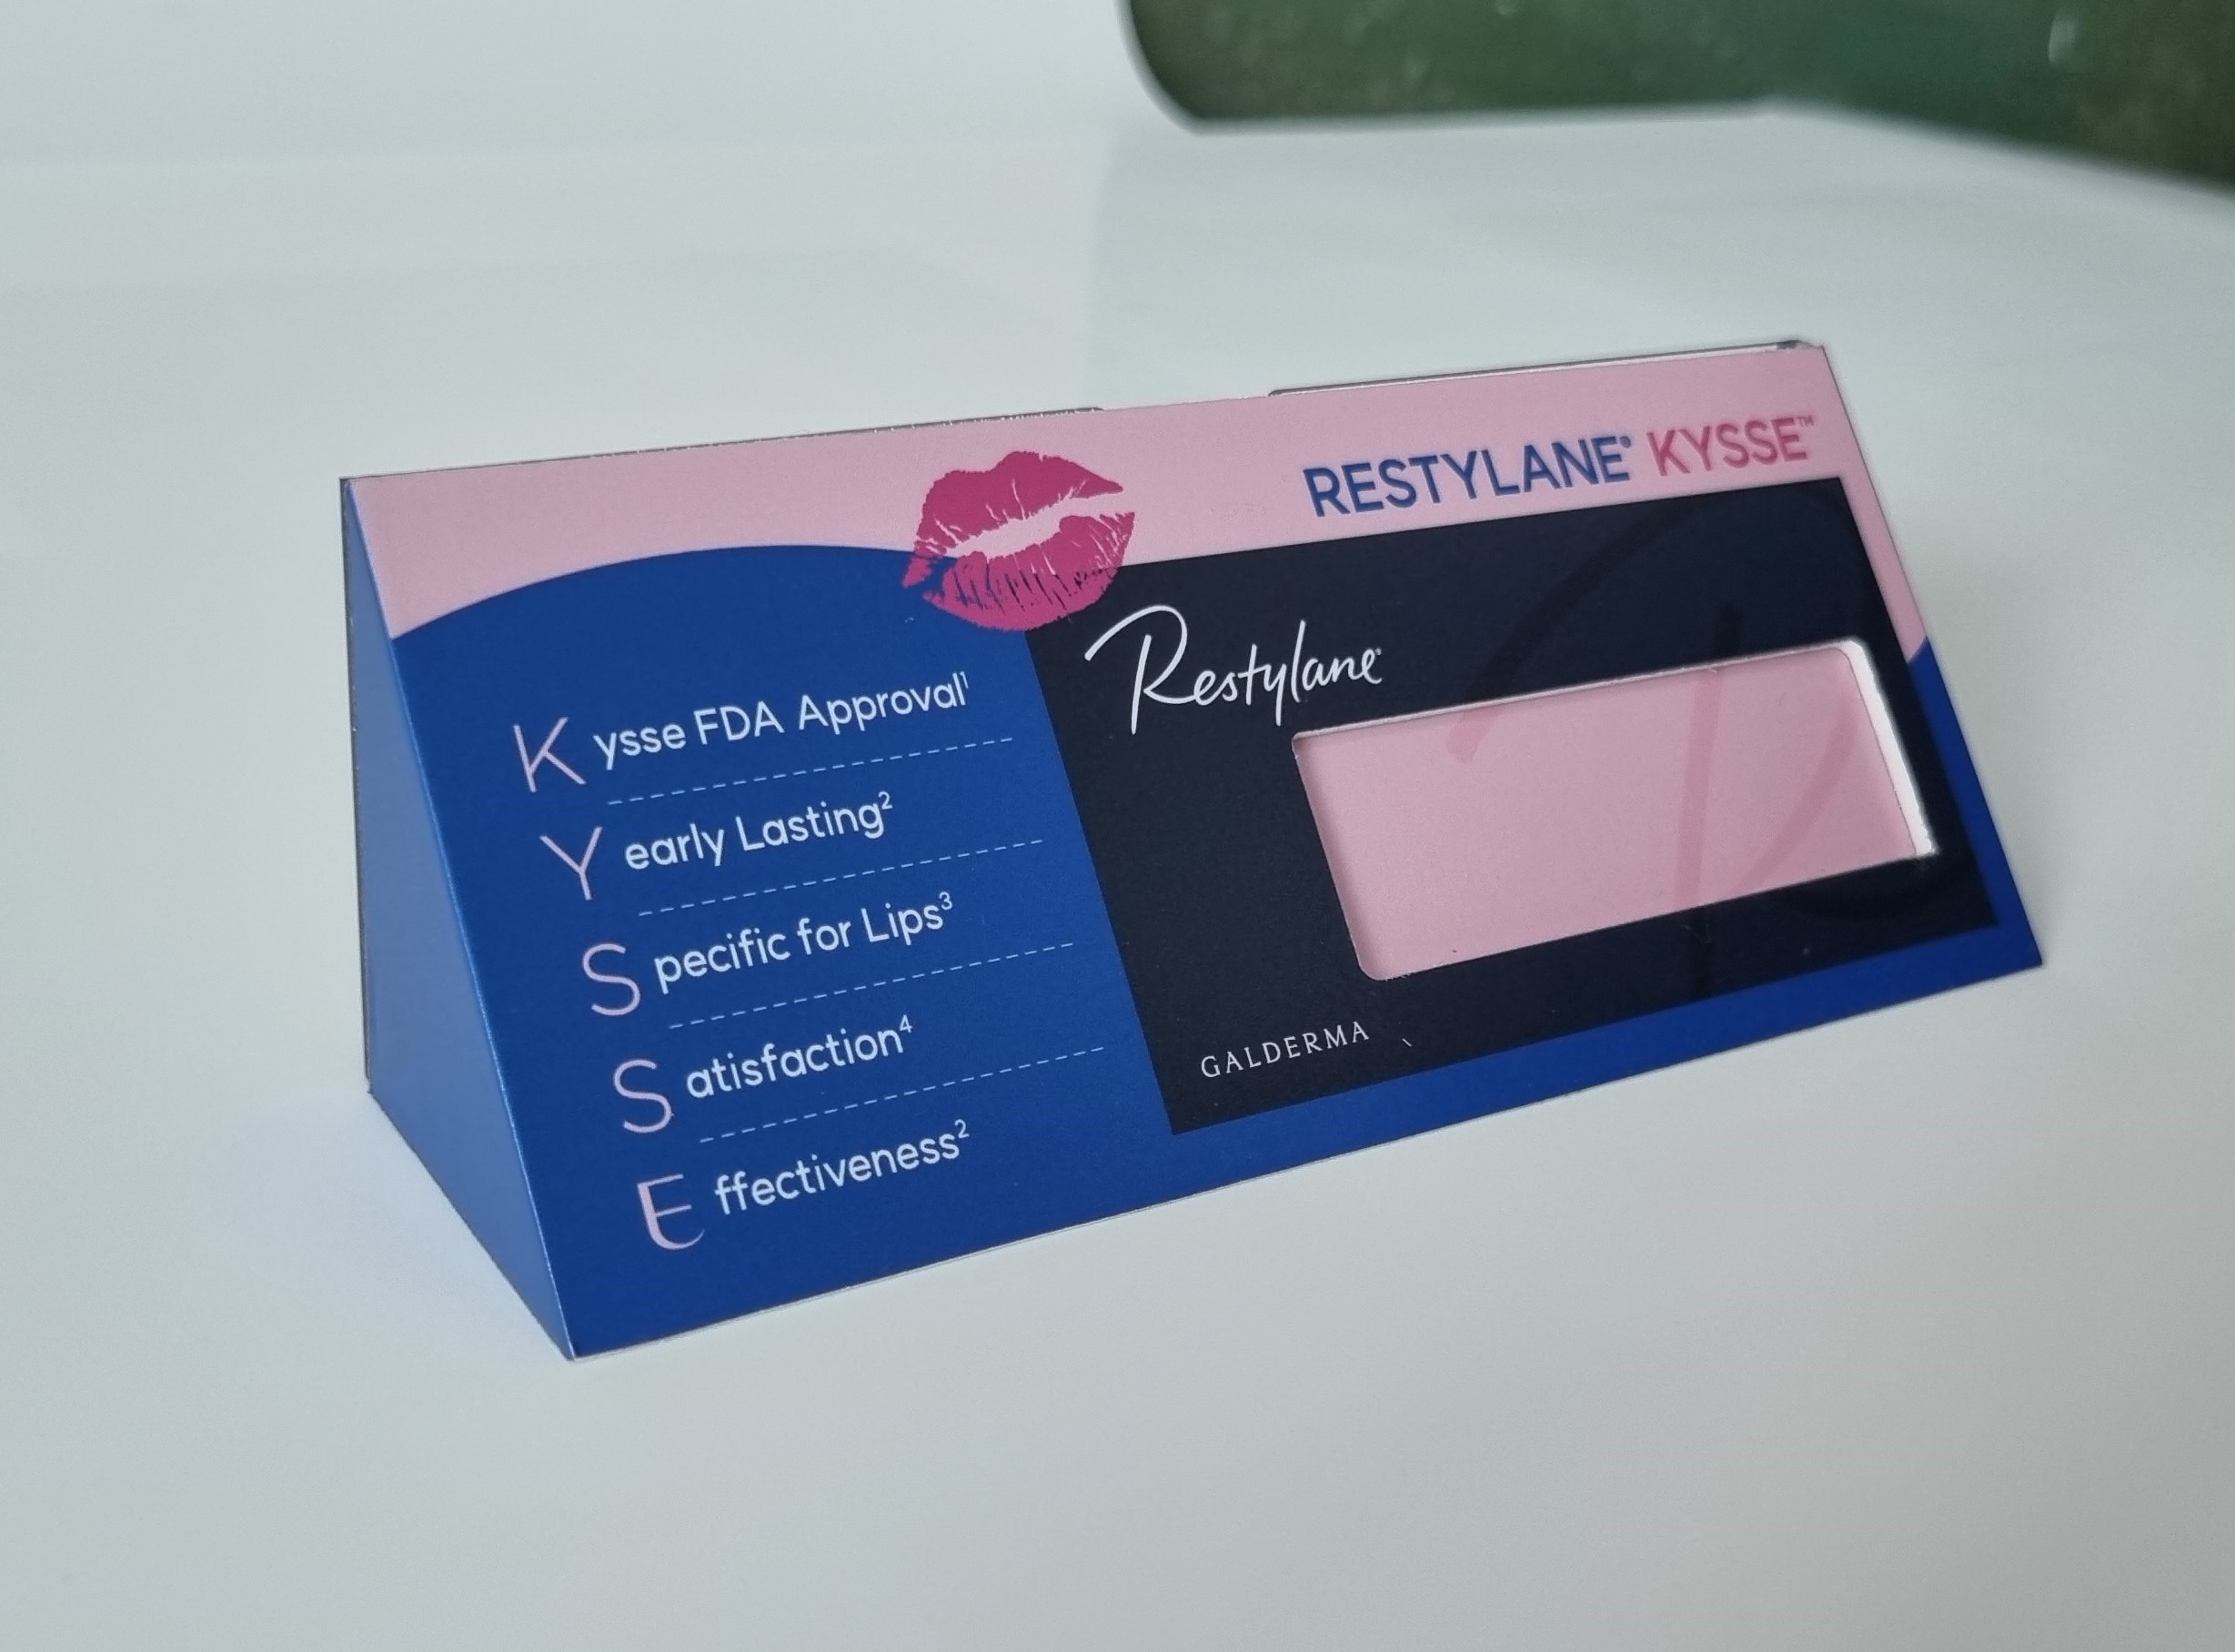 RESTYLANE® KYSSE™
Kysse FDA Approval¹
Yearly Lasting²
Specific for Lips³
Satisfaction⁴
Effectiveness²
Restylane®
GALDERMA